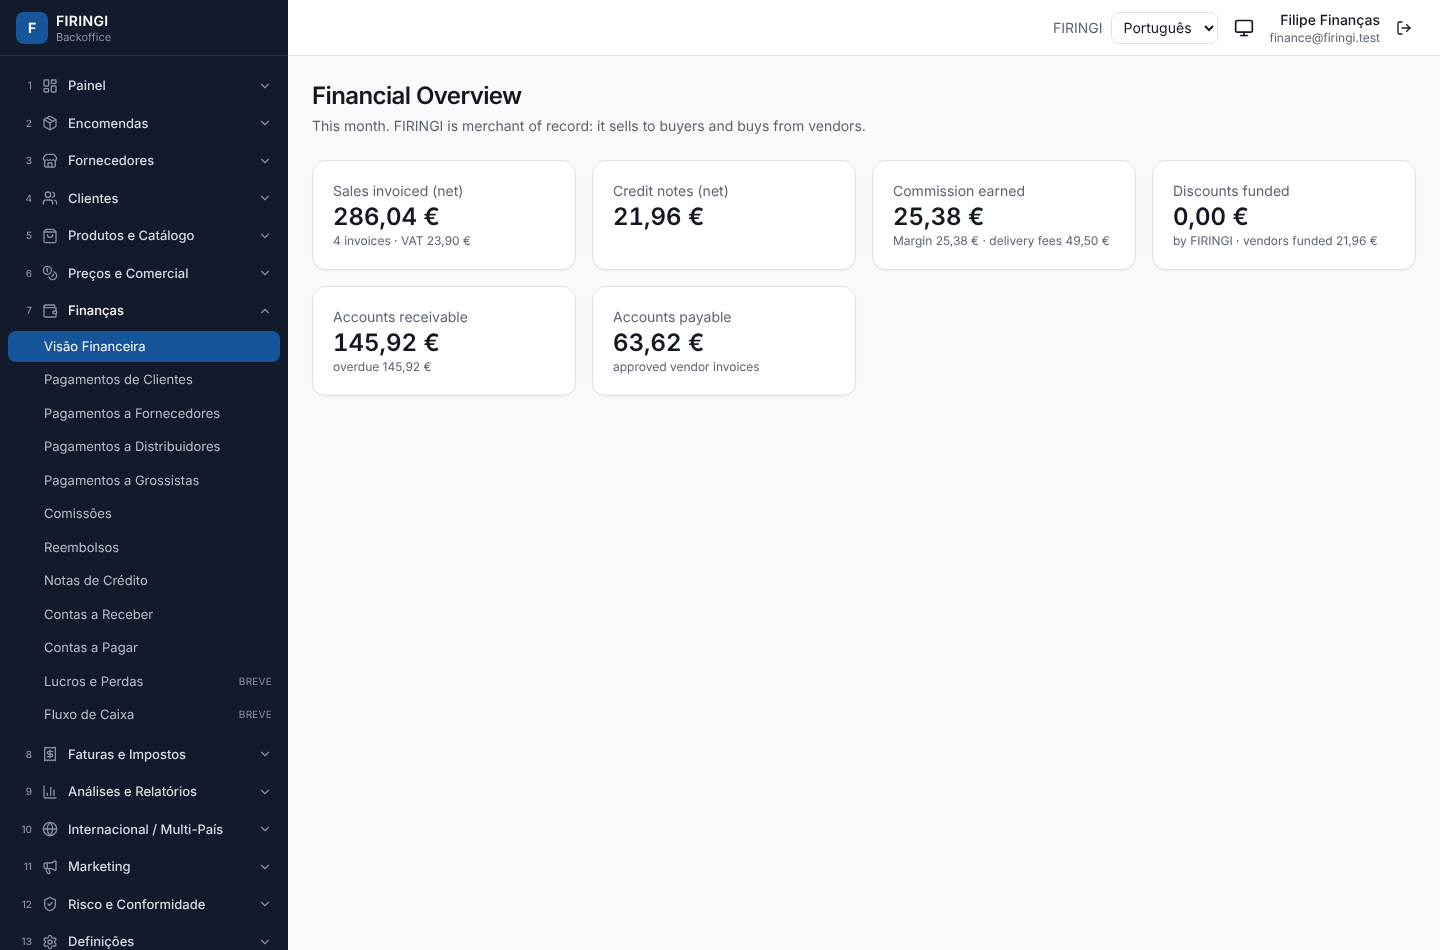 F
FIRINGI
Backoffice
1 Painel
2 Encomendas
3 Fornecedores
4 Clientes
5 Produtos e Catálogo
6 Preços e Comercial
7 Finanças
Visão Financeira
Pagamentos de Clientes
Pagamentos a Fornecedores
Pagamentos a Distribuidores
Pagamentos a Grossistas
Comissões
Reembolsos
Notas de Crédito
Contas a Receber
Contas a Pagar
Lucros e Perdas BREVE
Fluxo de Caixa BREVE
8 Faturas e Impostos
9 Análises e Relatórios
10 Internacional / Multi-País
11 Marketing
12 Risco e Conformidade
13 Definições
FIRINGI Português
Filipe Finanças
finance@firingi.test
Financial Overview
This month. FIRINGI is merchant of record: it sells to buyers and buys from vendors.
Sales invoiced (net)
286,04 €
4 invoices · VAT 23,90 €
Credit notes (net)
21,96 €
Commission earned
25,38 €
Margin 25,38 € · delivery fees 49,50 €
Discounts funded
0,00 €
by FIRINGI · vendors funded 21,96 €
Accounts receivable
145,92 €
overdue 145,92 €
Accounts payable
63,62 €
approved vendor invoices